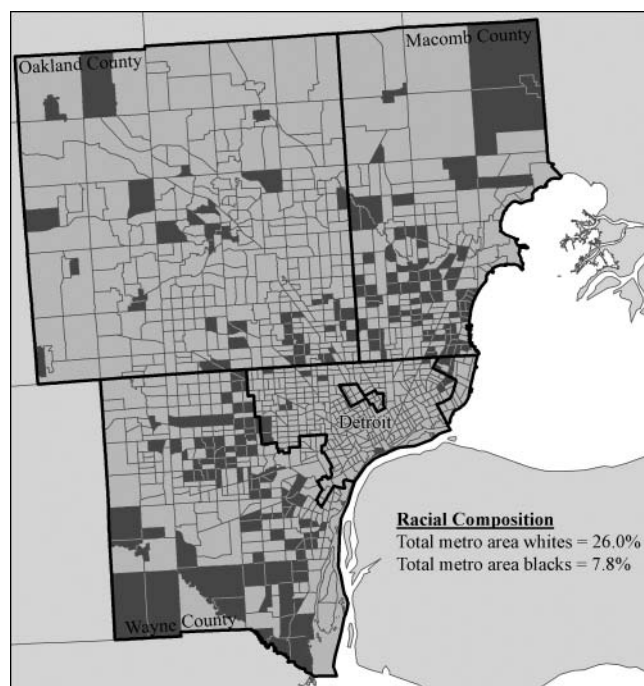 Oakland County
Macomb County
Detroit
Racial Composition
Total metro area whites = 26.0%
Total metro area blacks = 7.8%
Wayne County